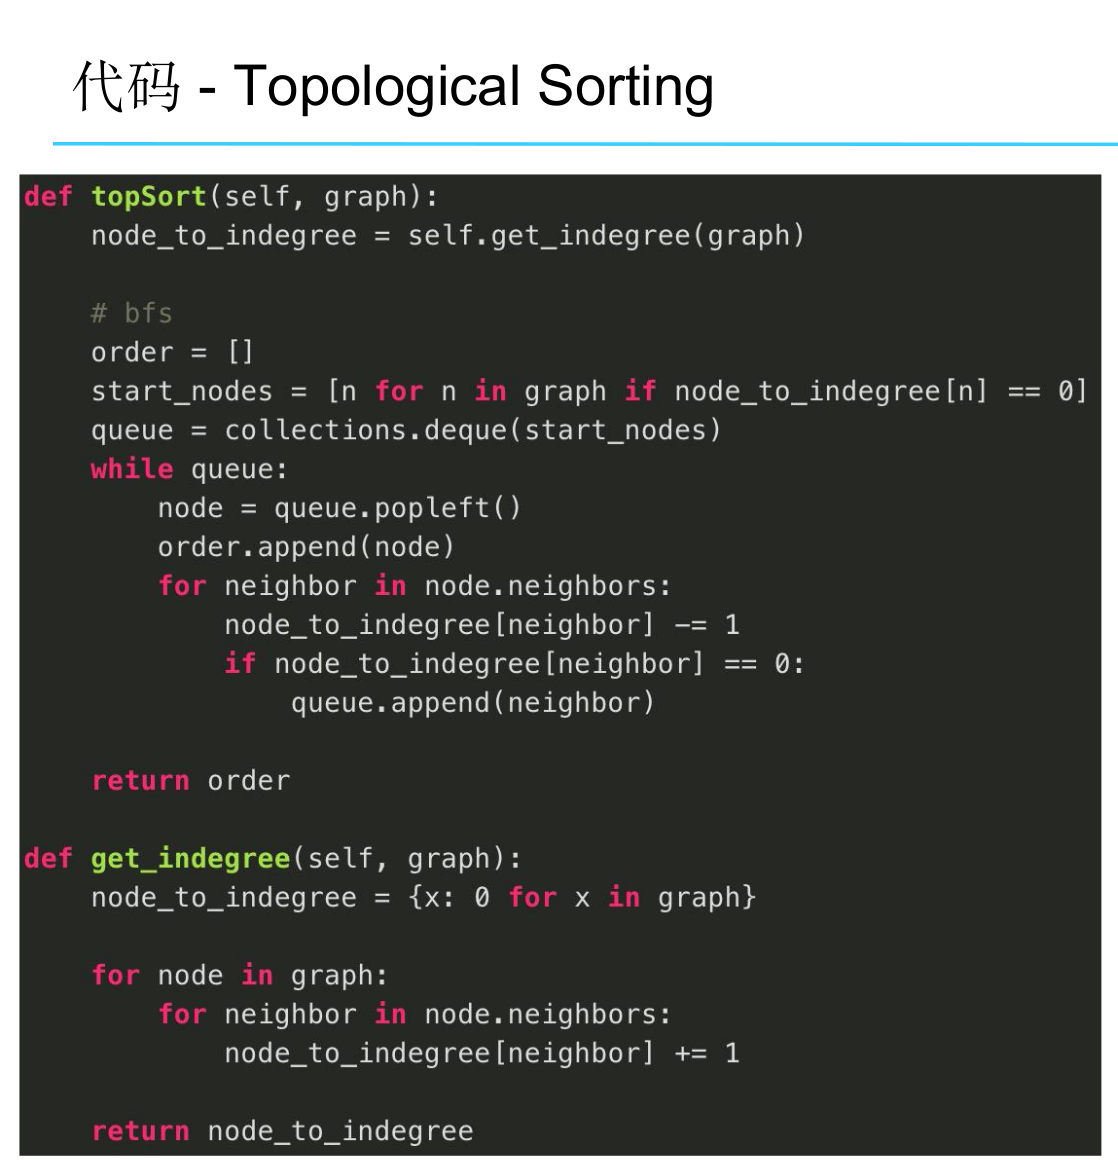 代码 - Topological Sorting
def topSort(self, graph):
    node_to_indegree = self.get_indegree(graph)
    # bfs
    order = []
    start_nodes = [n for n in graph if node_to_indegree[n] == 0]
    queue = collections.deque(start_nodes)
    while queue:
        node = queue.popleft()
        order.append(node)
        for neighbor in node.neighbors:
            node_to_indegree[neighbor] -= 1
            if node_to_indegree[neighbor] == 0:
                queue.append(neighbor)
    return order
def get_indegree(self, graph):
    node_to_indegree = {x: 0 for x in graph}
    for node in graph:
        for neighbor in node.neighbors:
            node_to_indegree[neighbor] += 1
    return node_to_indegree